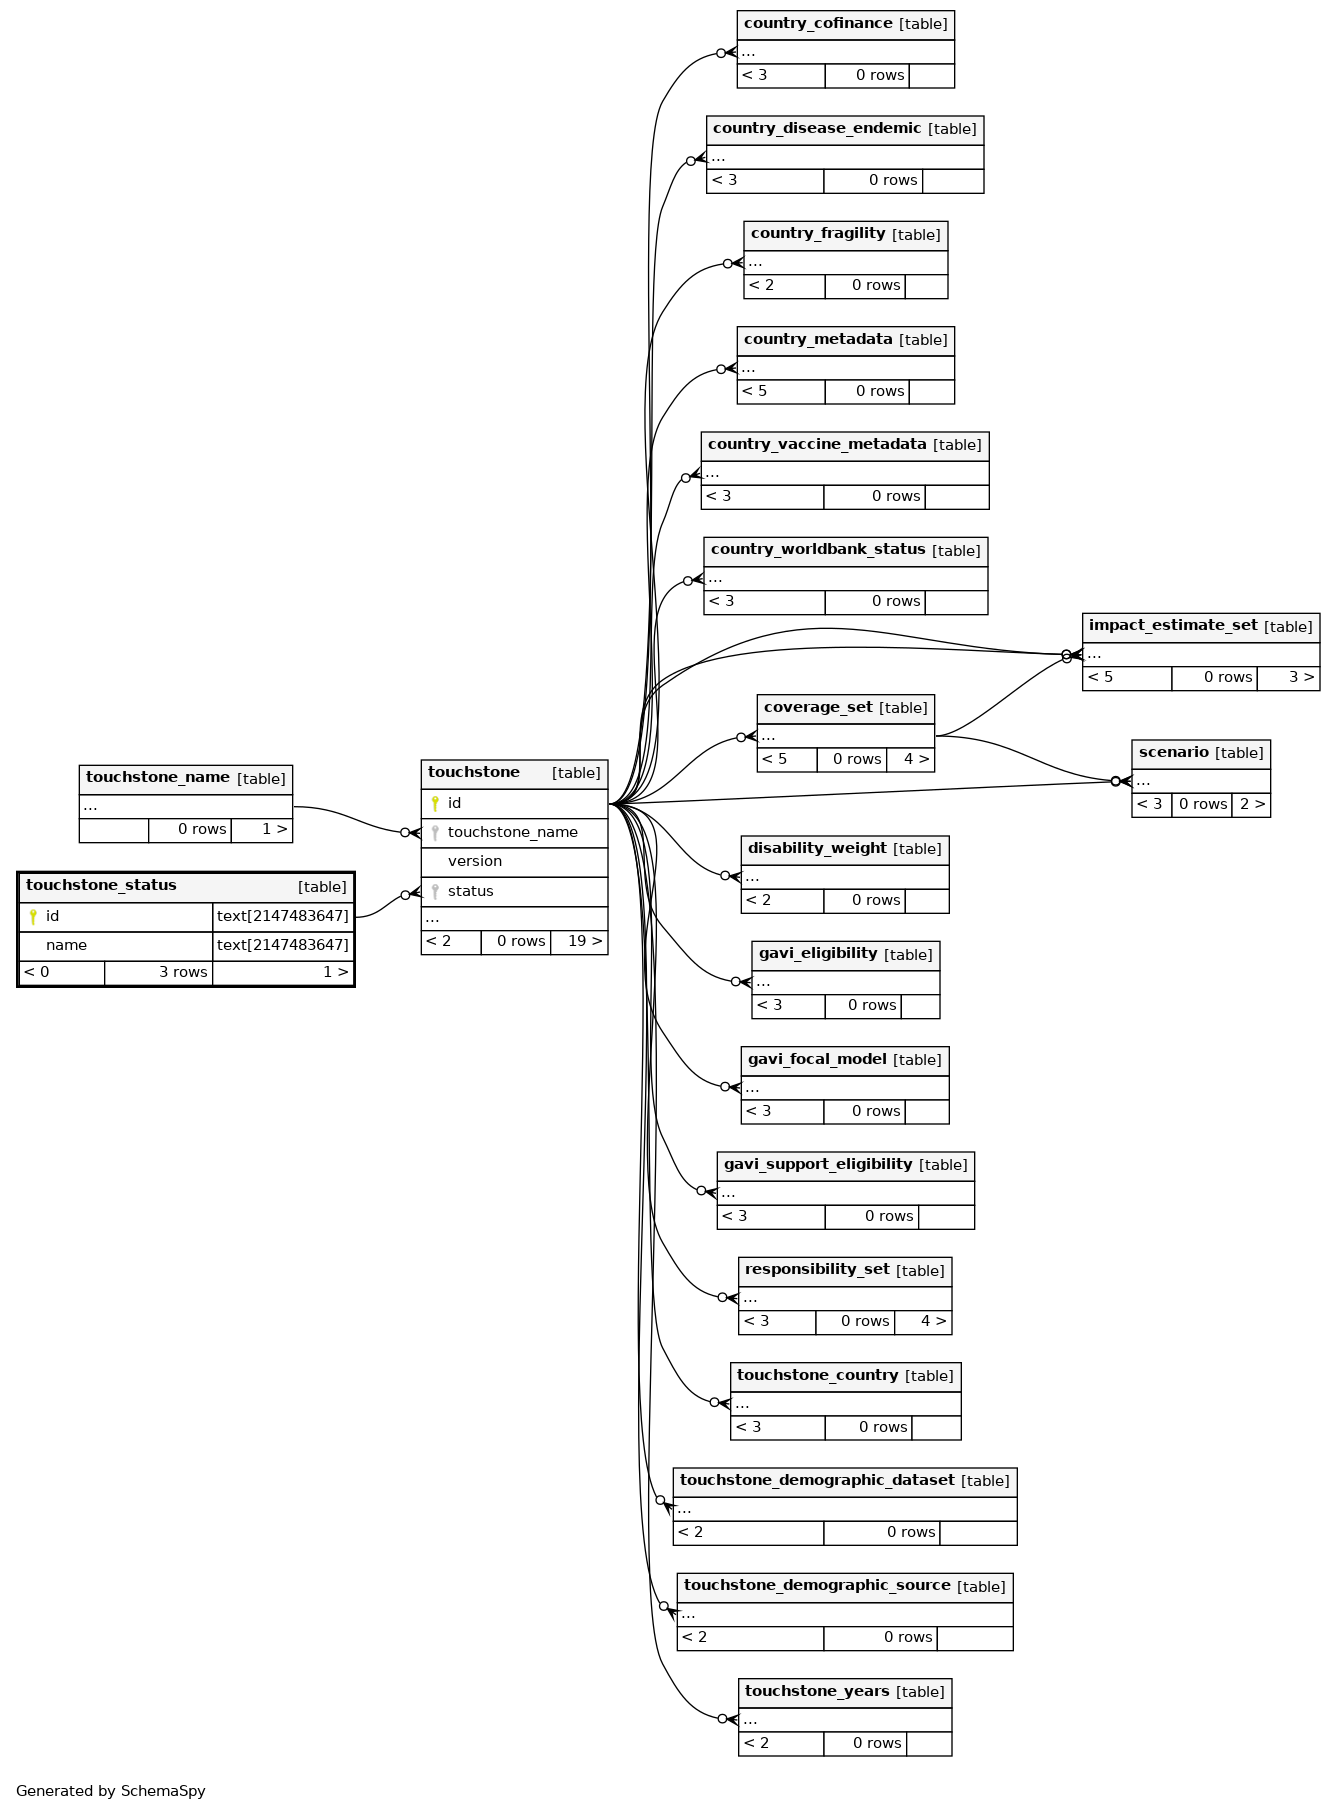 country_cofinance [table]
...
< 3 0 rows
country_disease_endemic [table]
...
< 3 0 rows
country_fragility [table]
...
< 2 0 rows
country_metadata [table]
...
< 5 0 rows
country_vaccine_metadata [table]
...
< 3 0 rows
country_worldbank_status [table]
...
< 3 0 rows
impact_estimate_set [table]
...
< 5 0 rows 3 >
coverage_set [table]
...
< 5 0 rows 4 >
scenario [table]
...
< 3 0 rows 2 >
touchstone_name [table]
...
0 rows 1 >
touchstone [table]
id
touchstone_name
version
status
...
< 2 0 rows 19 >
touchstone_status [table]
id text[2147483647]
name text[2147483647]
< 0 3 rows 1 >
disability_weight [table]
...
< 2 0 rows
gavi_eligibility [table]
...
< 3 0 rows
gavi_focal_model [table]
...
< 3 0 rows
gavi_support_eligibility [table]
...
< 3 0 rows
responsibility_set [table]
...
< 3 0 rows 4 >
touchstone_country [table]
...
< 3 0 rows
touchstone_demographic_dataset [table]
...
< 2 0 rows
touchstone_demographic_source [table]
...
< 2 0 rows
touchstone_years [table]
...
< 2 0 rows
Generated by SchemaSpy